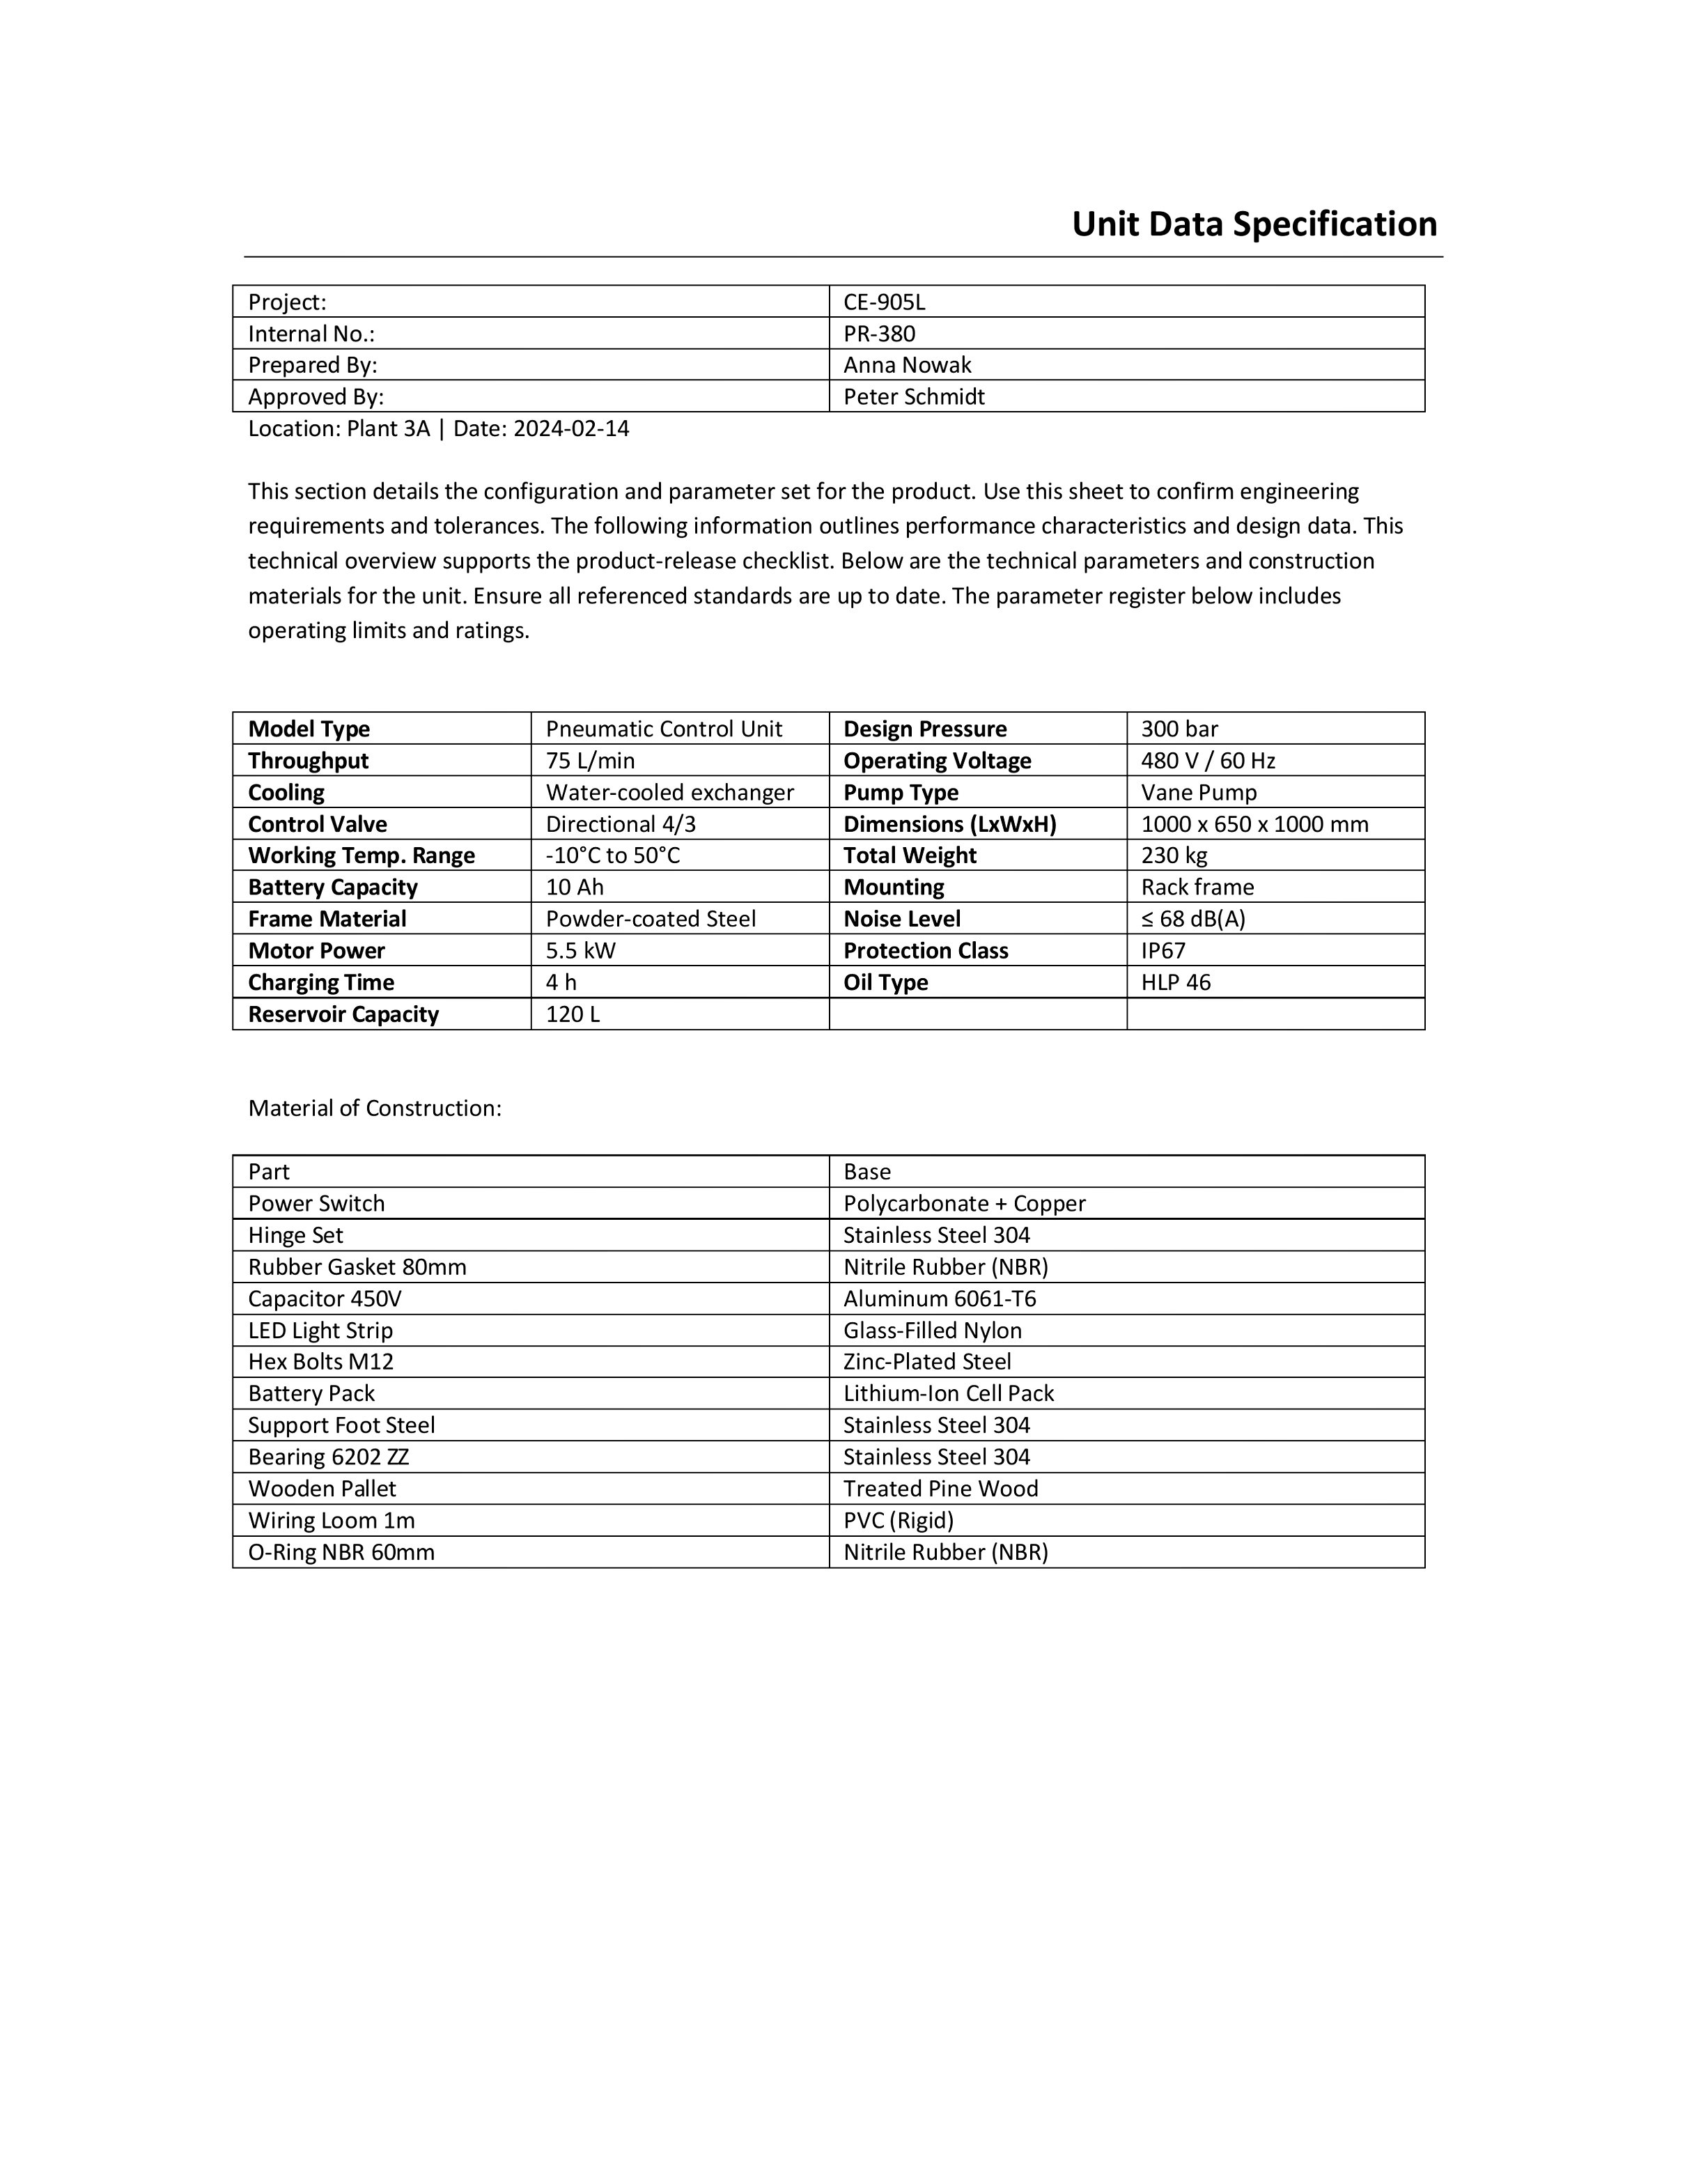 Unit Data Specification
Project: CE-905L
Internal No.: PR-380
Prepared By: Anna Nowak
Approved By: Peter Schmidt
Location: Plant 3A | Date: 2024-02-14
This section details the configuration and parameter set for the product. Use this sheet to confirm engineering
requirements and tolerances. The following information outlines performance characteristics and design data. This
technical overview supports the product-release checklist. Below are the technical parameters and construction
materials for the unit. Ensure all referenced standards are up to date. The parameter register below includes
operating limits and ratings.
Model Type Pneumatic Control Unit Design Pressure 300 bar
Throughput 75 L/min Operating Voltage 480 V / 60 Hz
Cooling Water-cooled exchanger Pump Type Vane Pump
Control Valve Directional 4/3 Dimensions (LxWxH) 1000 x 650 x 1000 mm
Working Temp. Range -10°C to 50°C Total Weight 230 kg
Battery Capacity 10 Ah Mounting Rack frame
Frame Material Powder-coated Steel Noise Level ≤ 68 dB(A)
Motor Power 5.5 kW Protection Class IP67
Charging Time 4 h Oil Type HLP 46
Reservoir Capacity 120 L
Material of Construction:
Part Base
Power Switch Polycarbonate + Copper
Hinge Set Stainless Steel 304
Rubber Gasket 80mm Nitrile Rubber (NBR)
Capacitor 450V Aluminum 6061-T6
LED Light Strip Glass-Filled Nylon
Hex Bolts M12 Zinc-Plated Steel
Battery Pack Lithium-Ion Cell Pack
Support Foot Steel Stainless Steel 304
Bearing 6202 ZZ Stainless Steel 304
Wooden Pallet Treated Pine Wood
Wiring Loom 1m PVC (Rigid)
O-Ring NBR 60mm Nitrile Rubber (NBR)